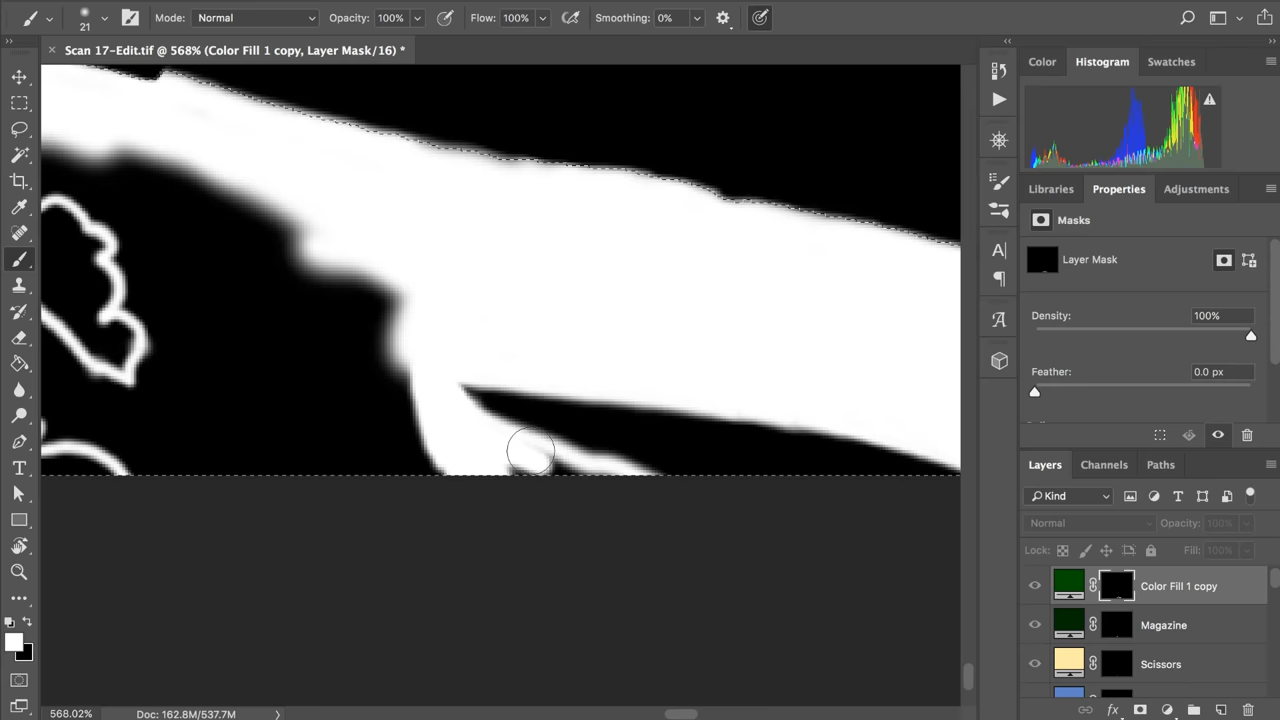 21
Mode: Normal
Opacity: 100%
Flow: 100%
Smoothing: 0%
Scan 17-Edit.tif @ 568% (Color Fill 1 copy, Layer Mask/16) *
Color
Histogram
Swatches
Libraries
Properties
Adjustments
Masks
Layer Mask
Density: 100%
Feather: 0.0 px
Layers
Channels
Paths
Kind
Normal
Opacity: 100%
Lock:
Fill: 100%
Color Fill 1 copy
Magazine
Scissors
fx
568.02%
Doc: 162.8M/537.7M